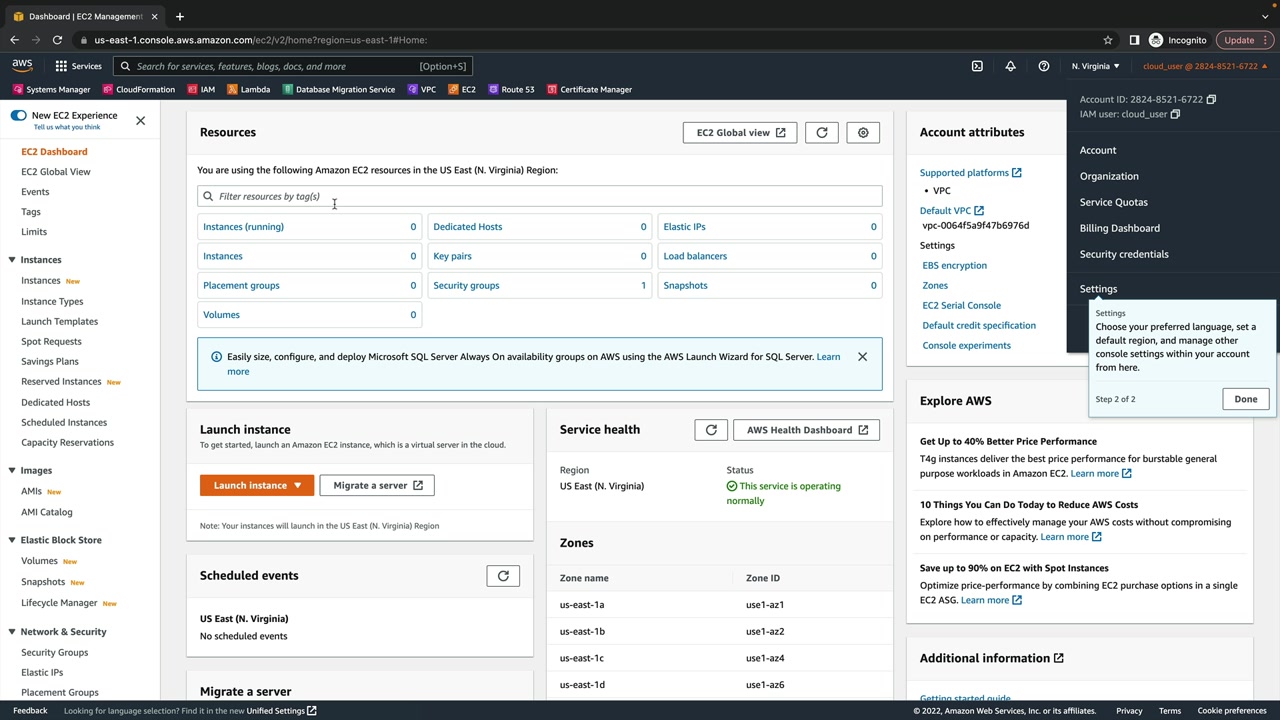 Dashboard | EC2 Management
us-east-1.console.aws.amazon.com/ec2/v2/home?region=us-east-1#Home:
Incognito
Update
aws
Services
Search for services, features, blogs, docs, and more
[Option+S]
N. Virginia
cloud_user @ 2824-8521-6722
Systems Manager
CloudFormation
IAM
Lambda
Database Migration Service
VPC
EC2
Route 53
Certificate Manager
New EC2 Experience
Tell us what you think
EC2 Dashboard
EC2 Global View
Events
Tags
Limits
Instances
Instances New
Instance Types
Launch Templates
Spot Requests
Savings Plans
Reserved Instances New
Dedicated Hosts
Scheduled Instances
Capacity Reservations
Images
AMIs New
AMI Catalog
Elastic Block Store
Volumes New
Snapshots New
Lifecycle Manager New
Network & Security
Security Groups
Elastic IPs
Placement Groups
Resources
EC2 Global view
You are using the following Amazon EC2 resources in the US East (N. Virginia) Region:
Filter resources by tag(s)
Instances (running) 0
Dedicated Hosts 0
Elastic IPs 0
Instances 0
Key pairs 0
Load balancers 0
Placement groups 0
Security groups 1
Snapshots 0
Volumes 0
Easily size, configure, and deploy Microsoft SQL Server Always On availability groups on AWS using the AWS Launch Wizard for SQL Server. Learn
more
Launch instance
To get started, launch an Amazon EC2 instance, which is a virtual server in the cloud.
Launch instance
Migrate a server
Note: Your instances will launch in the US East (N. Virginia) Region
Scheduled events
US East (N. Virginia)
No scheduled events
Migrate a server
Service health
AWS Health Dashboard
Region
Status
US East (N. Virginia)
This service is operating
normally
Zones
Zone name
Zone ID
us-east-1a
use1-az1
us-east-1b
use1-az2
us-east-1c
use1-az4
us-east-1d
use1-az6
Account attributes
Supported platforms
• VPC
Default VPC
vpc-0064f5a9f47b6976d
Settings
EBS encryption
Zones
EC2 Serial Console
Default credit specification
Console experiments
Explore AWS
Get Up to 40% Better Price Performance
T4g instances deliver the best price performance for burstable general
purpose workloads in Amazon EC2. Learn more
10 Things You Can Do Today to Reduce AWS Costs
Explore how to effectively manage your AWS costs without compromising
on performance or capacity. Learn more
Save up to 90% on EC2 with Spot Instances
Optimize price-performance by combining EC2 purchase options in a single
EC2 ASG. Learn more
Additional information
Getting started guide
Account ID: 2824-8521-6722
IAM user: cloud_user
Account
Organization
Service Quotas
Billing Dashboard
Security credentials
Settings
Settings
Choose your preferred language, set a
default region, and manage other
console settings within your account
from here.
Step 2 of 2
Done
Feedback
Looking for language selection? Find it in the new Unified Settings
© 2022, Amazon Web Services, Inc. or its affiliates.
Privacy
Terms
Cookie preferences